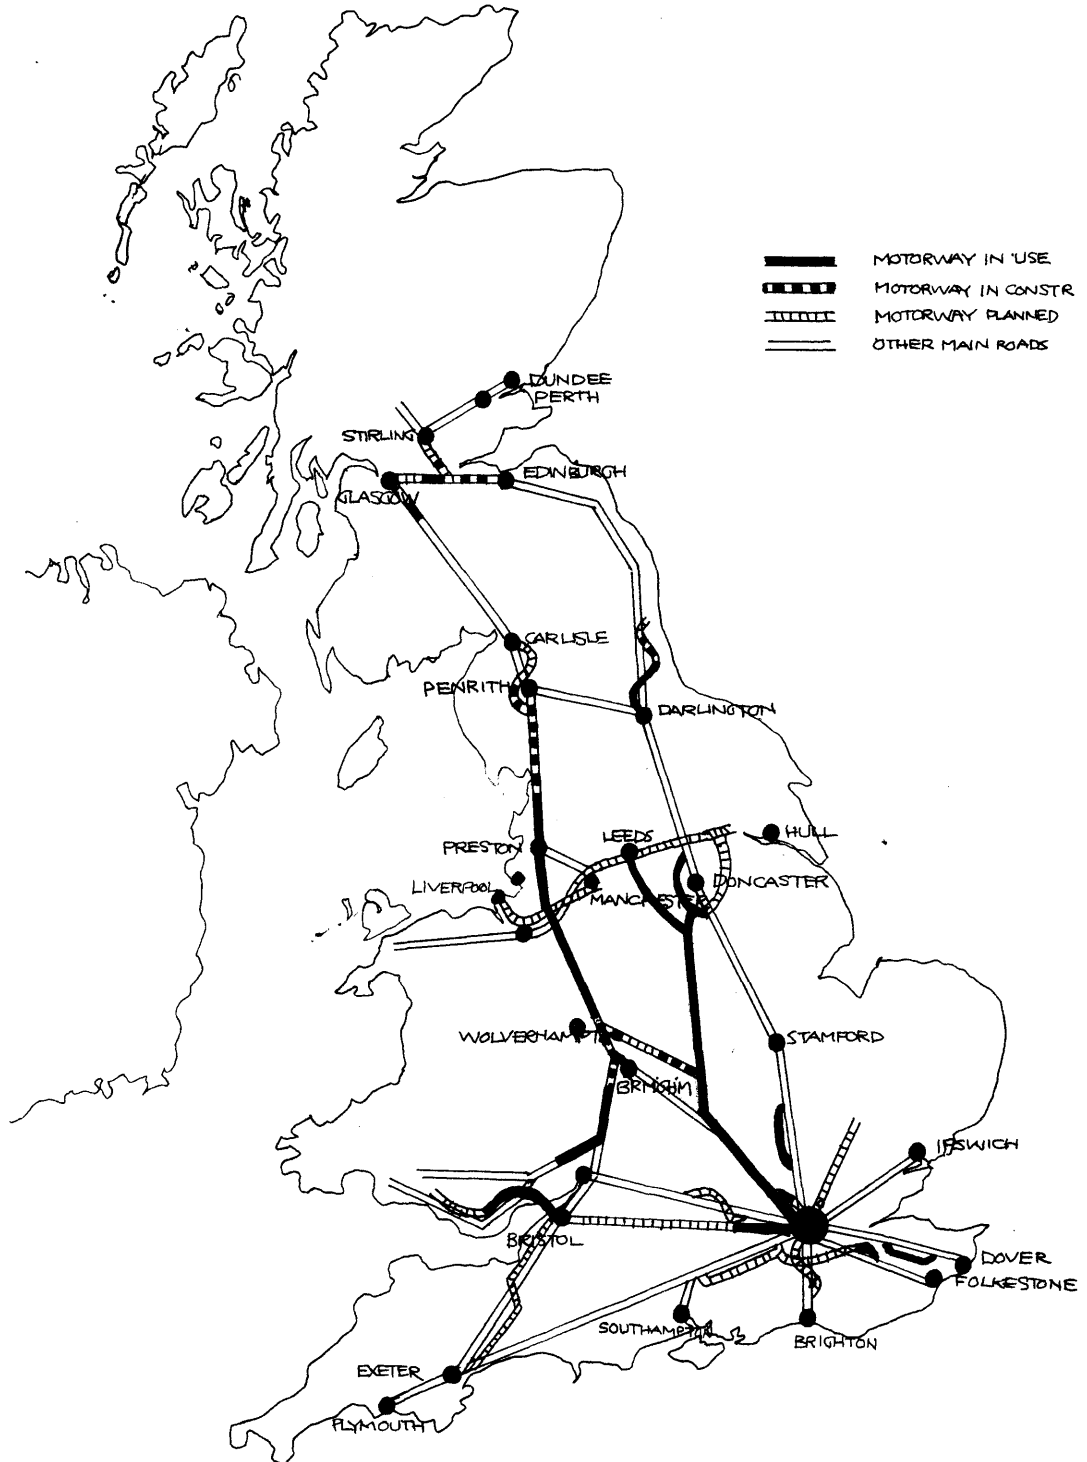 MOTORWAY IN USE
MOTORWAY IN CONSTR
MOTORWAY PLANNED
OTHER MAIN ROADS
DUNDEE
PERTH
STIRLING
EDINBURGH
GLASGOW
CARLISLE
PENRITH
DARLINGTON
LEEDS
HULL
PRESTON
LIVERPOOL
DONCASTER
MANCHESTER
WOLVERHAMPT
STAMFORD
BRMGHM
IPSWICH
BRISTOL
DOVER
FOLKESTONE
SOUTHAMPTON
BRIGHTON
EXETER
PLYMOUTH